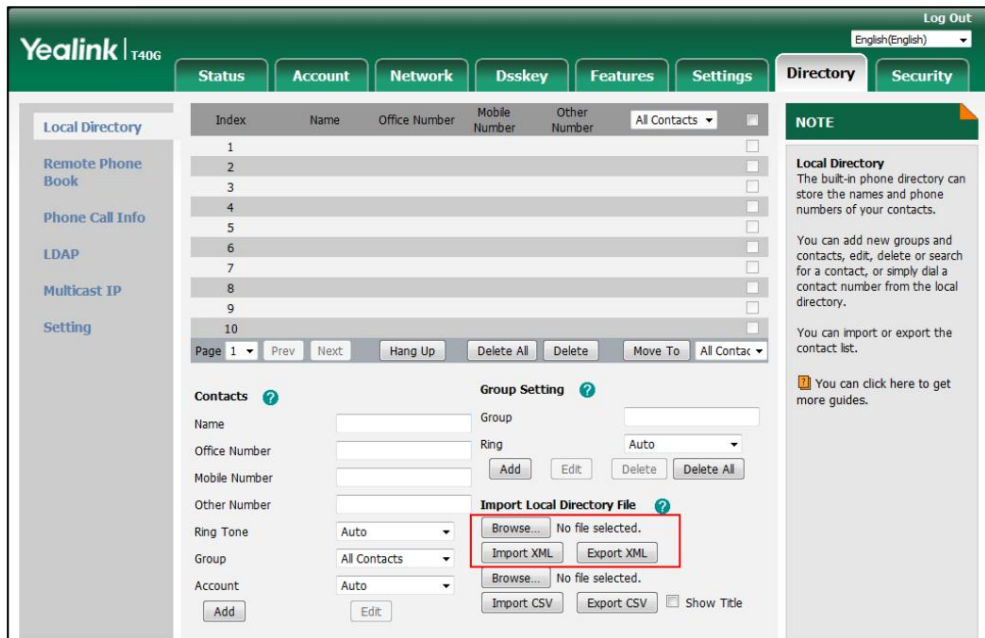 Log Out
Yealink T40G
English(English)
Status Account Network Dsskey Features Settings Directory Security
Local Directory
Remote Phone
Book
Phone Call Info
LDAP
Multicast IP
Setting
Index Name Office Number Mobile Number Other Number All Contacts
1
2
3
4
5
6
7
8
9
10
Page 1 Prev Next Hang Up Delete All Delete Move To All Contac
Contacts ?
Name
Office Number
Mobile Number
Other Number
Ring Tone Auto
Group All Contacts
Account Auto
Add Edit
Group Setting ?
Group
Ring Auto
Add Edit Delete Delete All
Import Local Directory File ?
Browse... No file selected.
Import XML Export XML
Browse... No file selected.
Import CSV Export CSV Show Title
NOTE
Local Directory
The built-in phone directory can
store the names and phone
numbers of your contacts.
You can add new groups and
contacts, edit, delete or search
for a contact, or simply dial a
contact number from the local
directory.
You can import or export the
contact list.
? You can click here to get
more guides.